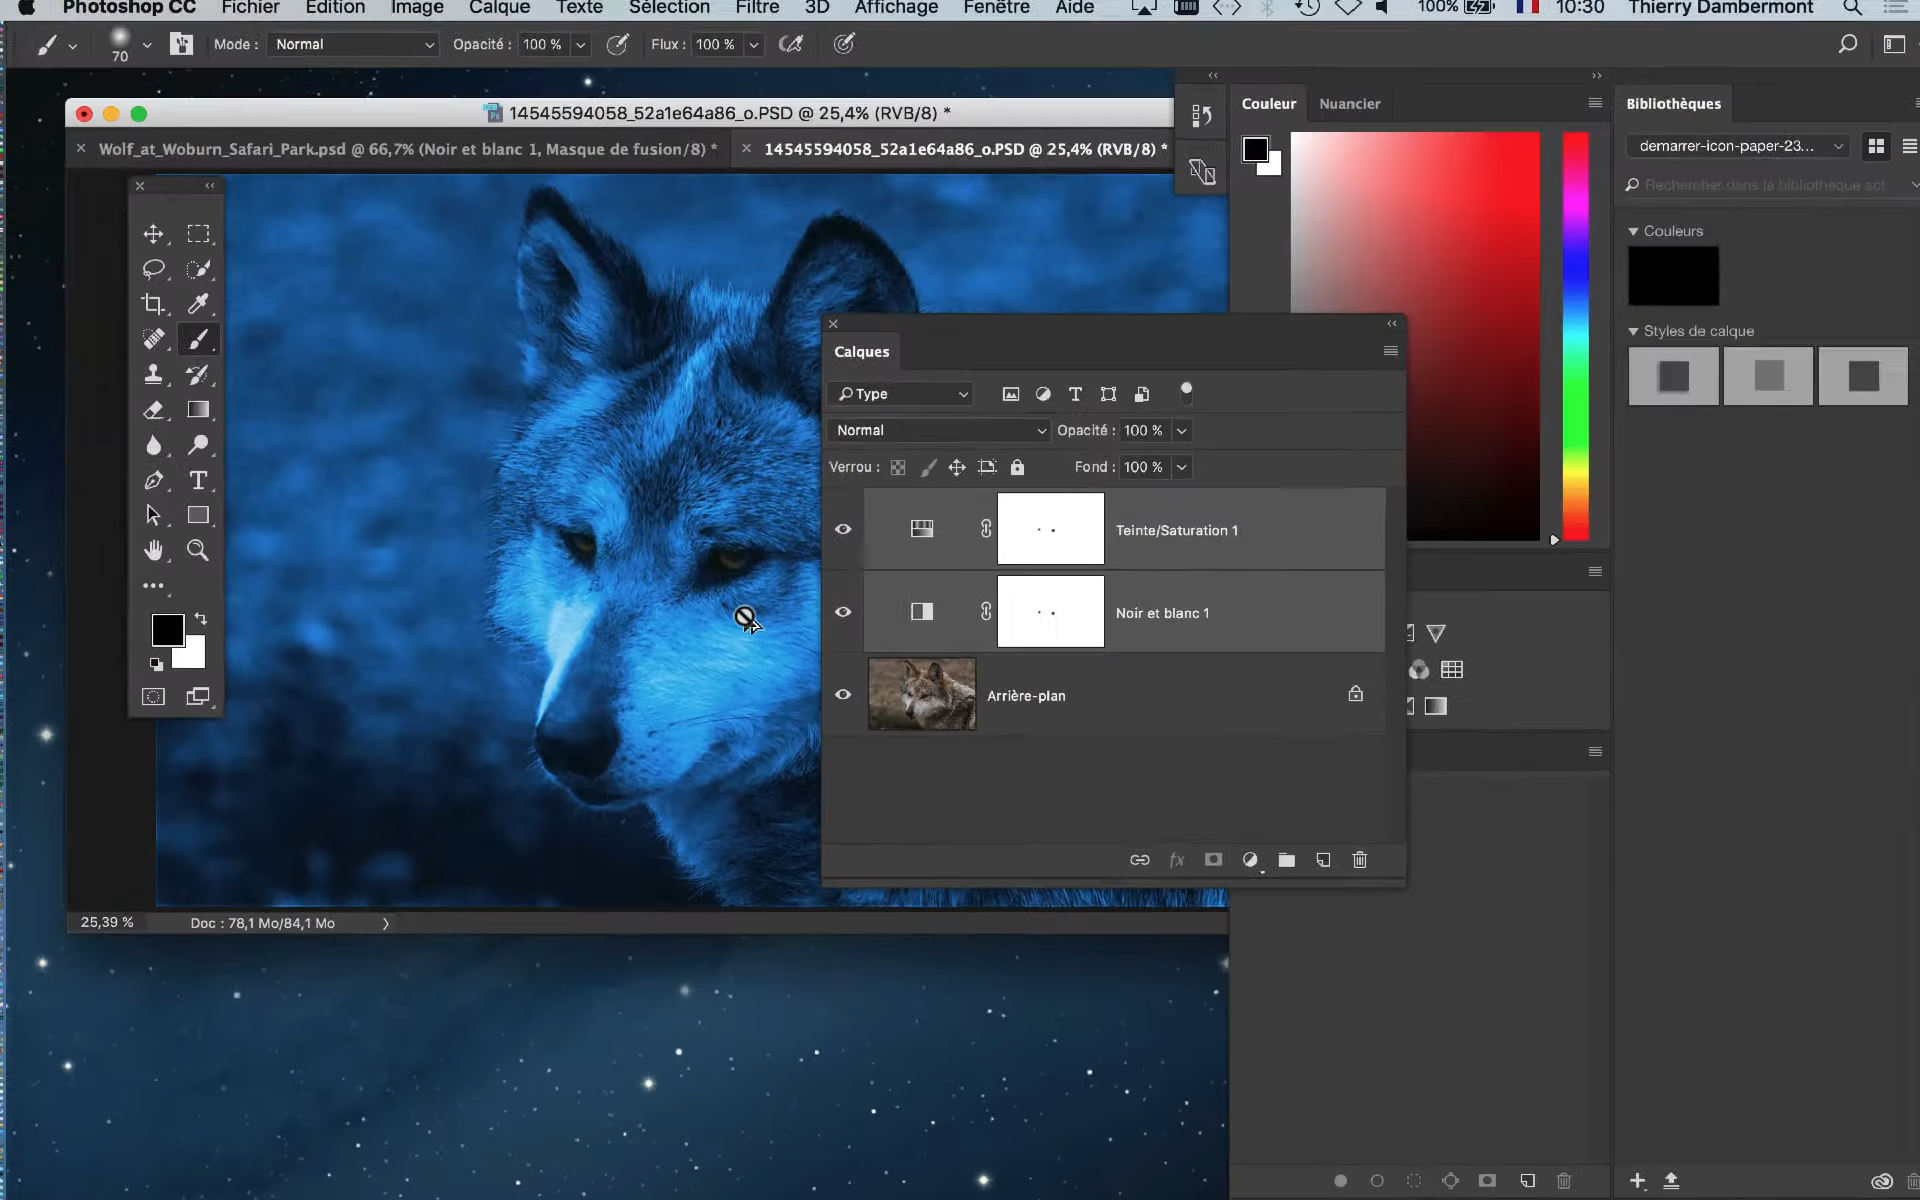 Photoshop CC Fichier Edition Image Calque Texte Sélection Filtre 3D Affichage Fenêtre Aide 100% 10:30 Thierry Dambermont
70 Mode : Normal Opacité : 100 % Flux : 100 %
14545594058_52a1e64a86_o.PSD @ 25,4% (RVB/8) *
Wolf_at_Woburn_Safari_Park.psd @ 66,7% (Noir et blanc 1, Masque de fusion/8) *
14545594058_52a1e64a86_o.PSD @ 25,4% (RVB/8) *
Couleur Nuancier
Bibliothèques
demarrer-icon-paper-23...
Rechercher dans la bibliothèque act
Couleurs
Styles de calque
Calques
Type
Normal Opacité : 100 %
Verrou : Fond : 100 %
Teinte/Saturation 1
Noir et blanc 1
Arrière-plan
fx
25,39 % Doc : 78,1 Mo/84,1 Mo